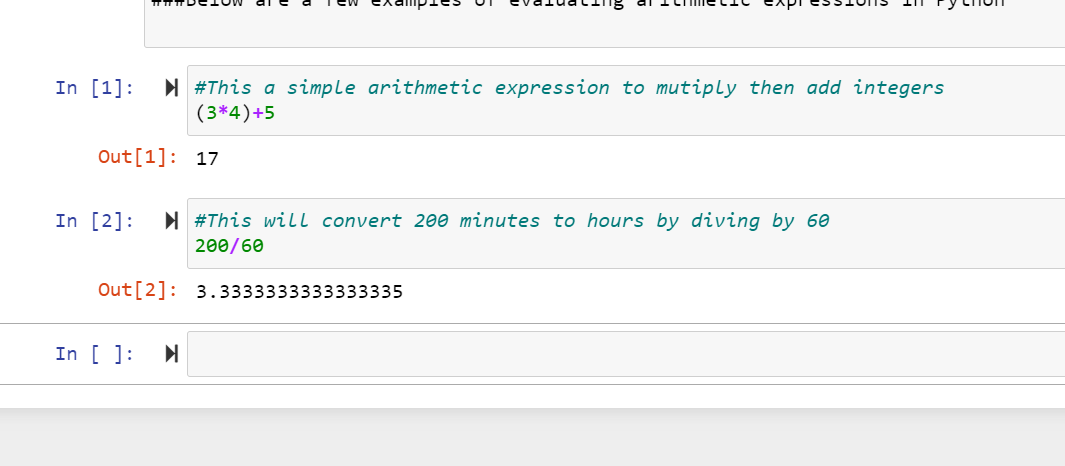 ###Below are a few examples of evaluating arithmetic expressions in Python
In [1]:
#This a simple arithmetic expression to mutiply then add integers
(3*4)+5
Out[1]: 17
In [2]:
#This will convert 200 minutes to hours by diving by 60
200/60
Out[2]: 3.3333333333333335
In [ ]: